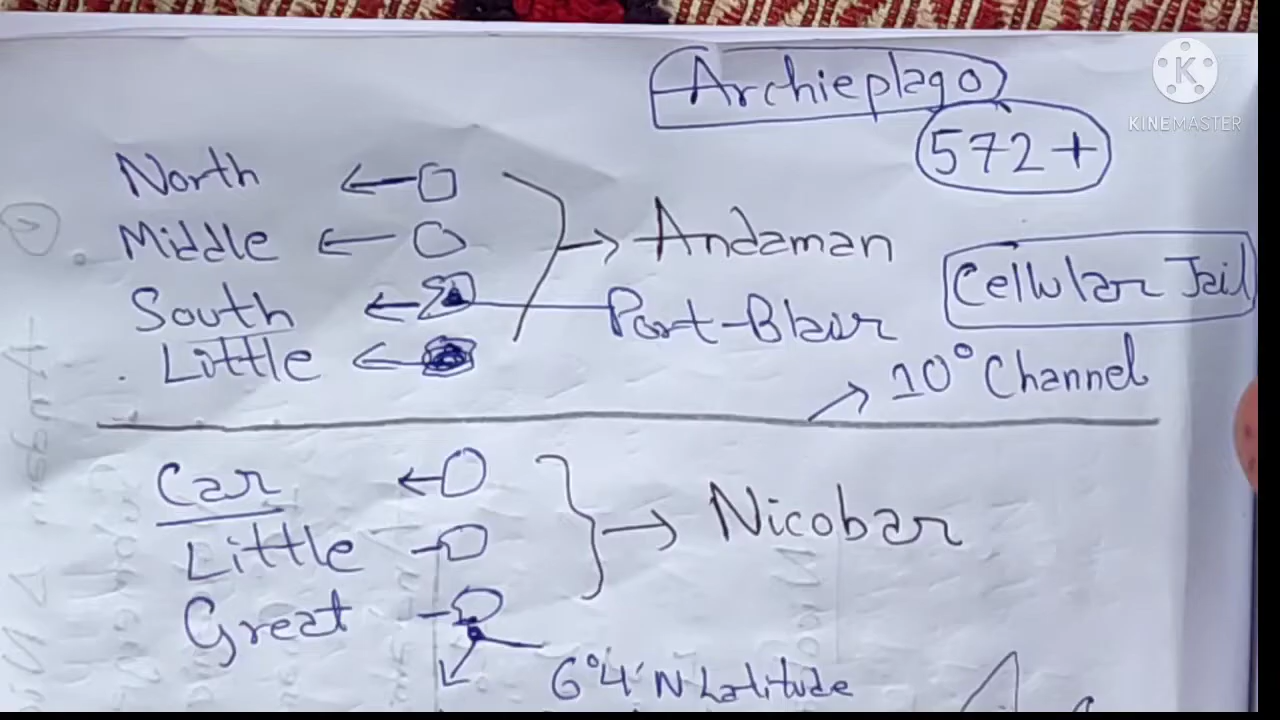 Archieplago
572+
North
Middle
South
Little
Andaman
Port-Blair
Cellular Jail
10° Channel
Car
Little
Great
Nicobar
6°4' N Latitude
KINEMASTER